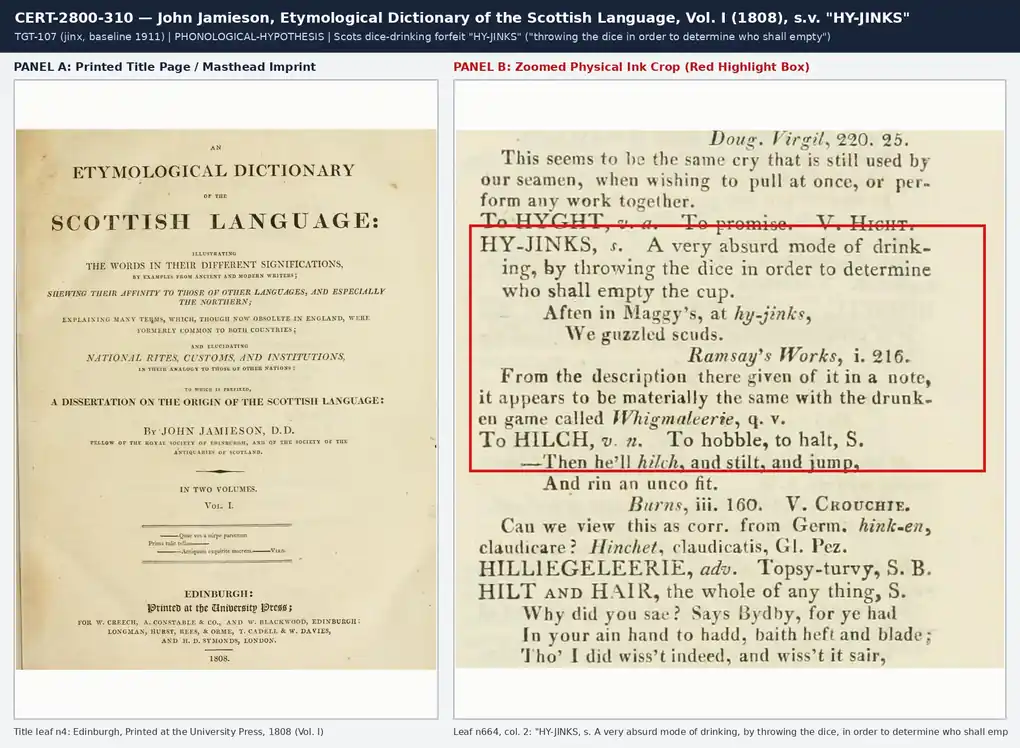 CERT-2800-310 — John Jamieson, Etymological Dictionary of the Scottish Language, Vol. I (1808), s.v. "HY-JINKS"
TGT-107 (jinx, baseline 1911) | PHONOLOGICAL-HYPOTHESIS | Scots dice-drinking forfeit "HY-JINKS" ("throwing the dice in order to determine who shall empty")
PANEL A: Printed Title Page / Masthead Imprint
AN
ETYMOLOGICAL DICTIONARY
OF THE
SCOTTISH LANGUAGE:
ILLUSTRATING
THE WORDS IN THEIR DIFFERENT SIGNIFICATIONS,
BY EXAMPLES FROM ANCIENT AND MODERN WRITERS;
SHEWING THEIR AFFINITY TO THOSE OF OTHER LANGUAGES, AND ESPECIALLY
THE NORTHERN;
EXPLAINING MANY TERMS, WHICH, THOUGH NOW OBSOLETE IN ENGLAND, WERE
FORMERLY COMMON TO BOTH COUNTRIES;
AND ELUCIDATING
NATIONAL RITES, CUSTOMS, AND INSTITUTIONS,
IN THEIR ANALOGY TO THOSE OF OTHER NATIONS:
TO WHICH IS PREFIXED,
A DISSERTATION ON THE ORIGIN OF THE SCOTTISH LANGUAGE:
BY JOHN JAMIESON, D.D.
FELLOW OF THE ROYAL SOCIETY OF EDINBURGH, AND OF THE SOCIETY OF THE
ANTIQUARIES OF SCOTLAND.
IN TWO VOLUMES.
VOL. I.
EDINBURGH:
Printed at the University Press;
FOR W. CREECH, A. CONSTABLE & CO., AND W. BLACKWOOD, EDINBURGH:
LONGMAN, HURST, REES, & ORME, T. CADELL & W. DAVIES,
AND H. D. SYMONDS, LONDON.
1808.
Title leaf n4: Edinburgh, Printed at the University Press, 1808 (Vol. I)
PANEL B: Zoomed Physical Ink Crop (Red Highlight Box)
Doug. Virgil, 220. 25.
This seems to be the same cry that is still used by
our seamen, when wishing to pull at once, or per-
form any work together.
To HYGHT, v. a. To promise. V. HIGHT.
HY-JINKS, s. A very absurd mode of drink-
ing, by throwing the dice in order to determine
who shall empty the cup.
Aften in Maggy's, at hy-jinks,
We guzzled scuds.
Ramsay's Works, i. 216.
From the description there given of it in a note,
it appears to be materially the same with the drunk-
en game called Whigmaleerie, q. v.
To HILCH, v. n. To hobble, to halt, S.
—Then he'll hilch, and stilt, and jump,
And rin an unco fit.
Burns, iii. 160. V. CROUCHIE.
Can we view this as corr. from Germ. hink-en,
claudicare? Hinchet, claudicatis, Gl. Pez.
HILLIEGELEERIE, adv. Topsy-turvy, S. B.
HILT AND HAIR, the whole of any thing, S.
Why did you sae? Says Bydby, for ye had
In your ain hand to hadd, baith heft and blade;
Tho' I did wiss't indeed, and wiss't it sair,
Leaf n664, col. 2: "HY-JINKS, s. A very absurd mode of drinking, by throwing the dice, in order to determine who shall emp